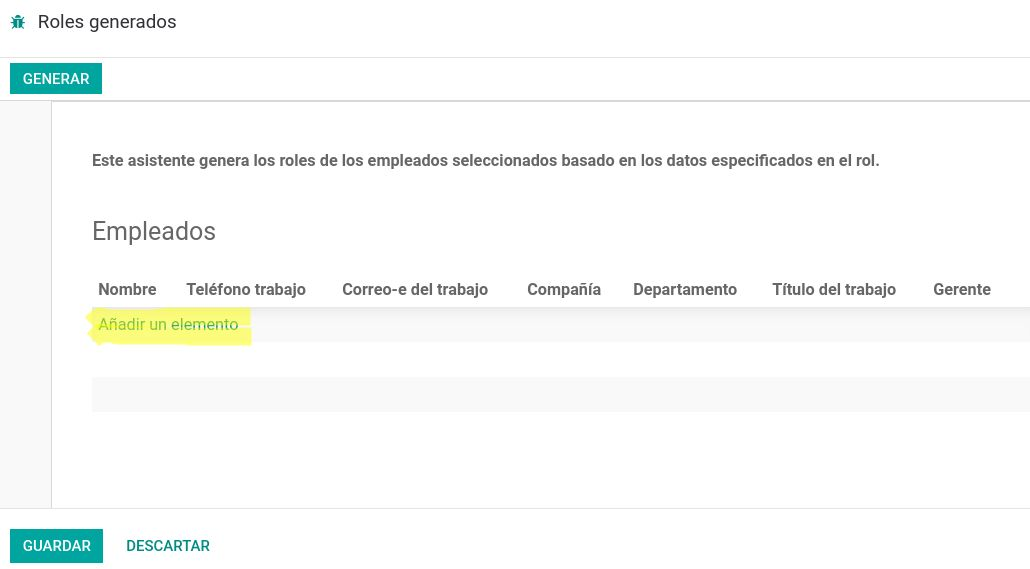 Roles generados
GENERAR
Este asistente genera los roles de los empleados seleccionados basado en los datos especificados en el rol.
Empleados
Nombre Teléfono trabajo Correo-e del trabajo Compañía Departamento Título del trabajo Gerente
Añadir un elemento
GUARDAR DESCARTAR